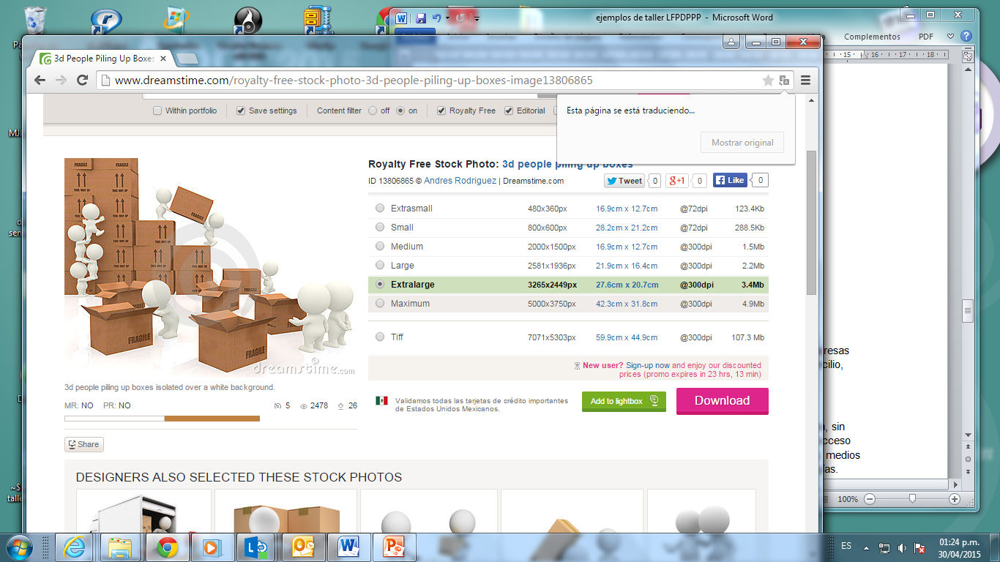 ejemplos de taller LFPDPPP - Microsoft Word
Complementos PDF
15 16 17 18
3d People Piling Up Boxes
www.dreamstime.com/royalty-free-stock-photo-3d-people-piling-up-boxes-image13806865
Within portfolio Save settings Content filter off on Royalty Free Editorial
Esta página se está traduciendo...
Mostrar original
Royalty Free Stock Photo: 3d people piling up boxes
ID 13806865 © Andres Rodriguez | Dreamstime.com Tweet 0 g+1 0 Like 0
Extrasmall 480x360px 16.9cm x 12.7cm @72dpi 123.4Kb
Small 800x600px 28.2cm x 21.2cm @72dpi 288.5Kb
Medium 2000x1500px 16.9cm x 12.7cm @300dpi 1.5Mb
Large 2581x1936px 21.9cm x 16.4cm @300dpi 2.2Mb
Extralarge 3265x2449px 27.6cm x 20.7cm @300dpi 3.4Mb
Maximum 5000x3750px 42.3cm x 31.8cm @300dpi 4.9Mb
Tiff 7071x5303px 59.9cm x 44.9cm @300dpi 107.3 Mb
New user? Sign-up now and enjoy our discounted
prices (promo expires in 23 hrs, 13 min)
Validamos todas las tarjetas de crédito importantes
de Estados Unidos Mexicanos.
Add to lightbox
Download
FRAGILE
FRAGILE
FRAGILE
FRAGILE
dreamstime.com
3d people piling up boxes isolated over a white background.
MR: NO PR: NO 5 2478 26
Share
DESIGNERS ALSO SELECTED THESE STOCK PHOTOS
resas
cilio,
, sin
cceso
medios
ías.
100%
MJI
ES
01:24 p.m.
30/04/2015